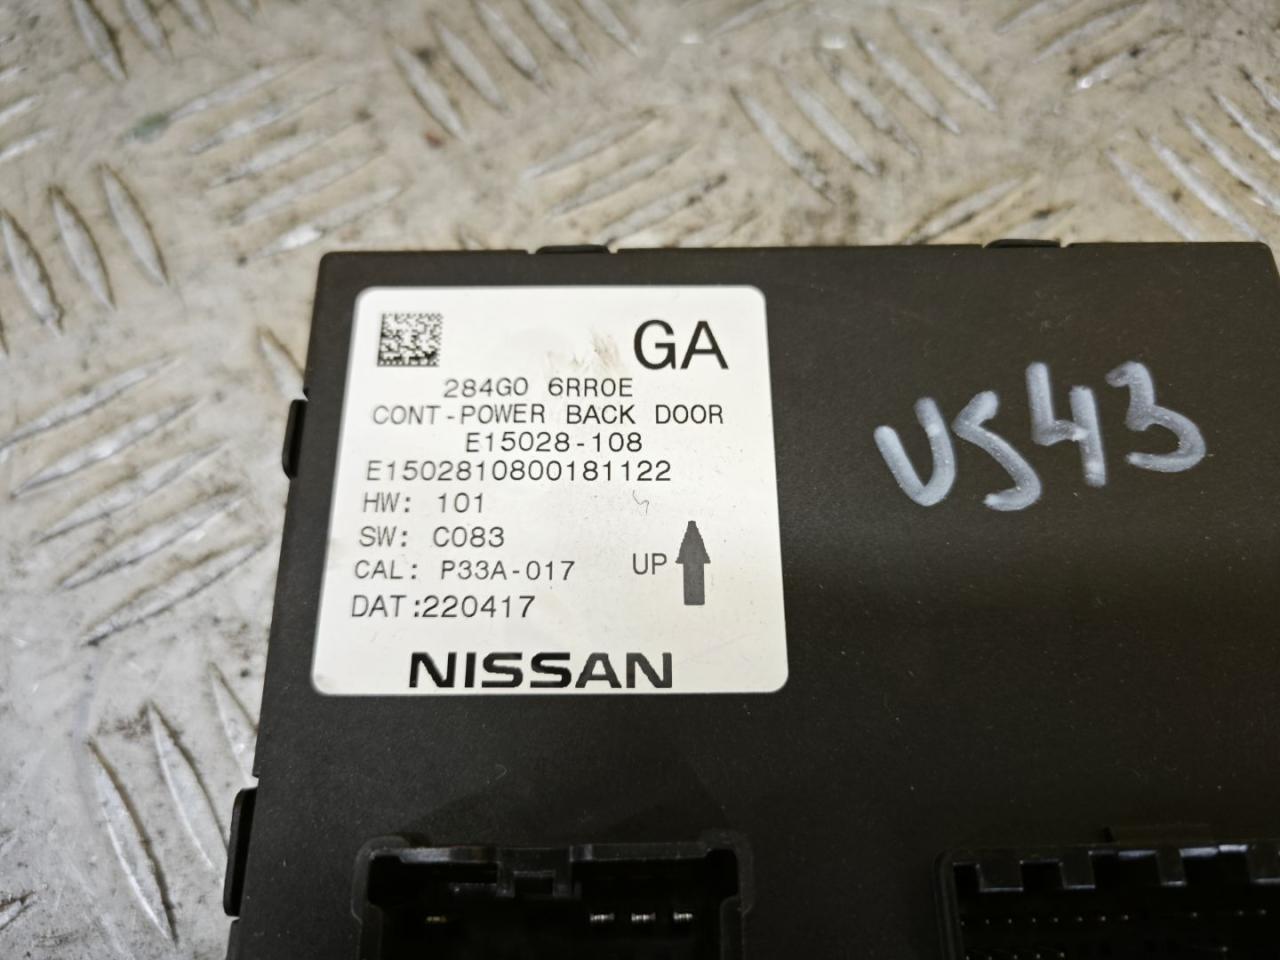 GA
284G0 6RR0E
CONT-POWER BACK DOOR
E15028-108
E1502810800181122
HW: 101
SW: C083
CAL: P33A-017
UP
DAT:220417
NISSAN
VS43